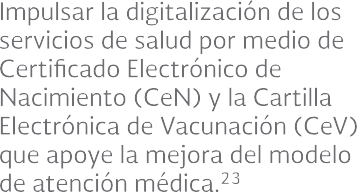 Impulsar la digitalización de los
servicios de salud por medio de
Certificado Electrónico de
Nacimiento (CeN) y la Cartilla
Electrónica de Vacunación (CeV)
que apoye la mejora del modelo
de atención médica.²³